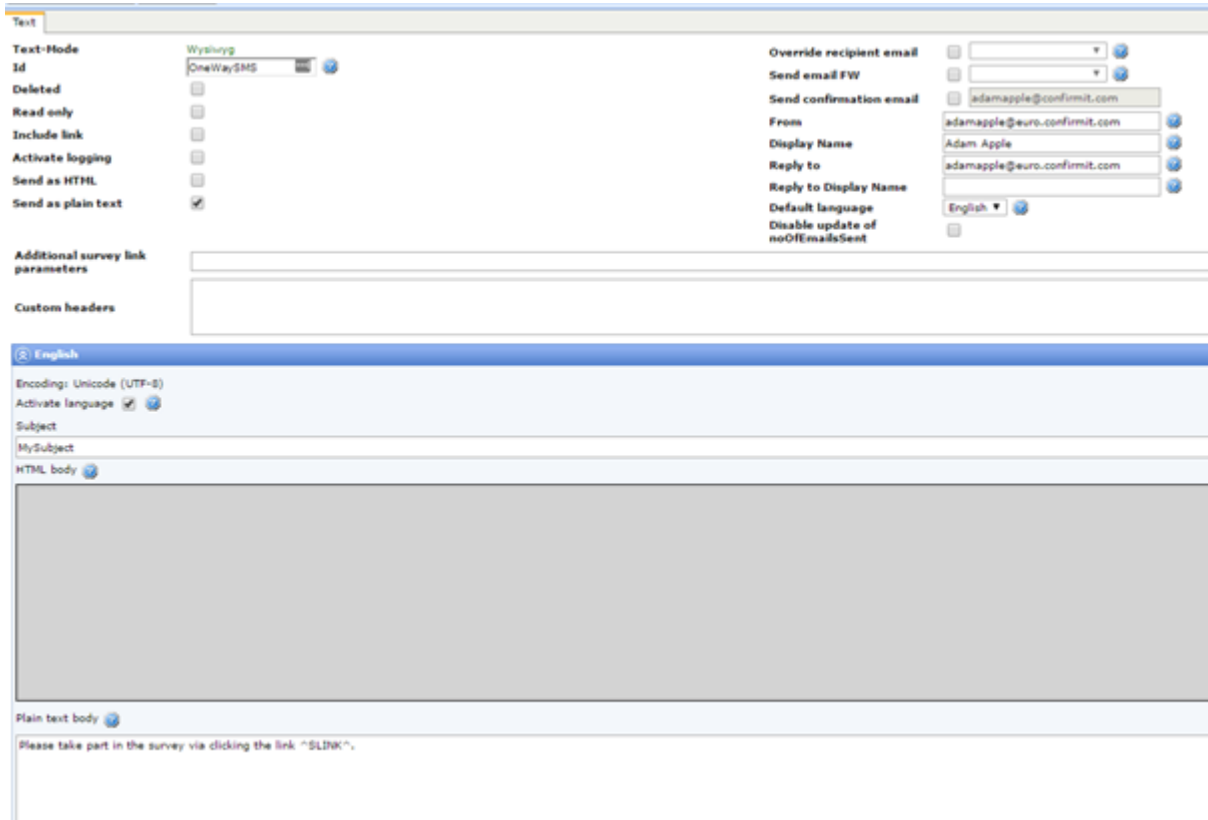 Text
Text-Mode Wysiwyg
Id OneWaySMS
Deleted
Read only
Include link
Activate logging
Send as HTML
Send as plain text
Override recipient email
Send email FW
Send confirmation email adamapple@confirmit.com
From adamapple@euro.confirmit.com
Display Name Adam Apple
Reply to adamapple@euro.confirmit.com
Reply to Display Name
Default language English
Disable update of
noOfEmailsSent
Additional survey link
parameters
Custom headers
English
Encoding: Unicode (UTF-8)
Activate language
Subject
MySubject
HTML body
Plain text body
Please take part in the survey via clicking the link ^SLINK^.